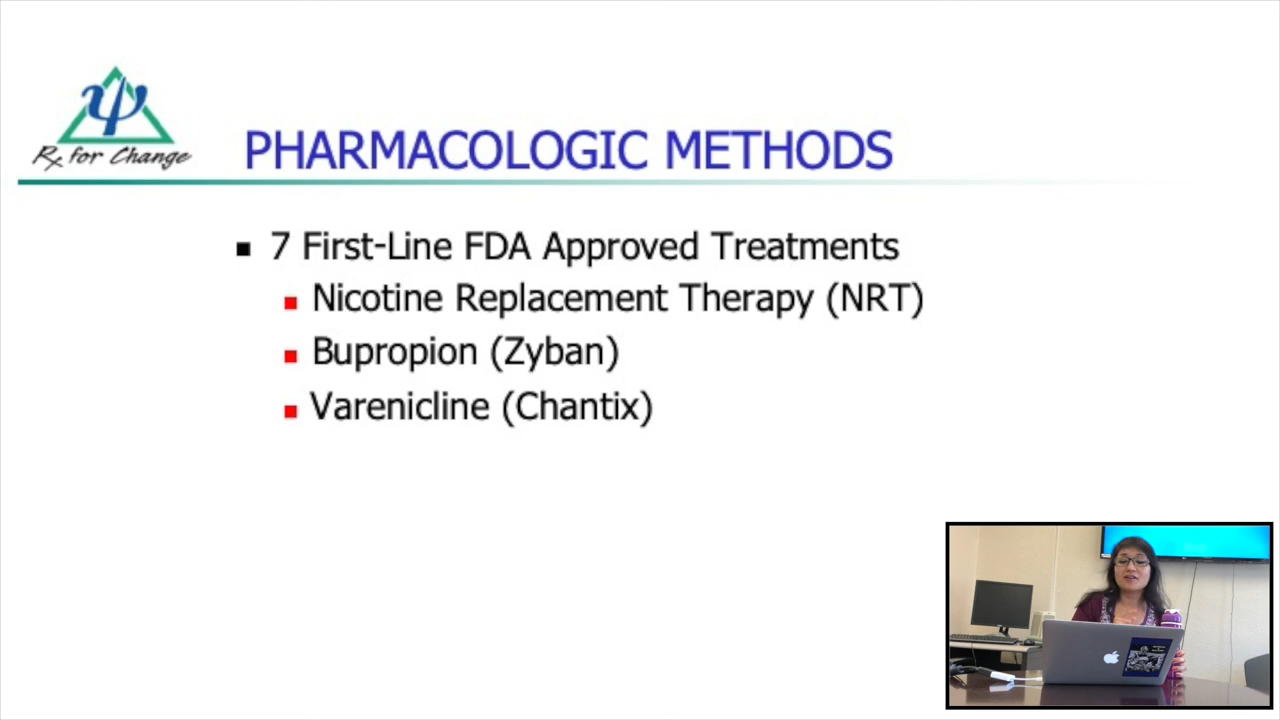 Rx for Change
PHARMACOLOGIC METHODS
7 First-Line FDA Approved Treatments
Nicotine Replacement Therapy (NRT)
Bupropion (Zyban)
Varenicline (Chantix)